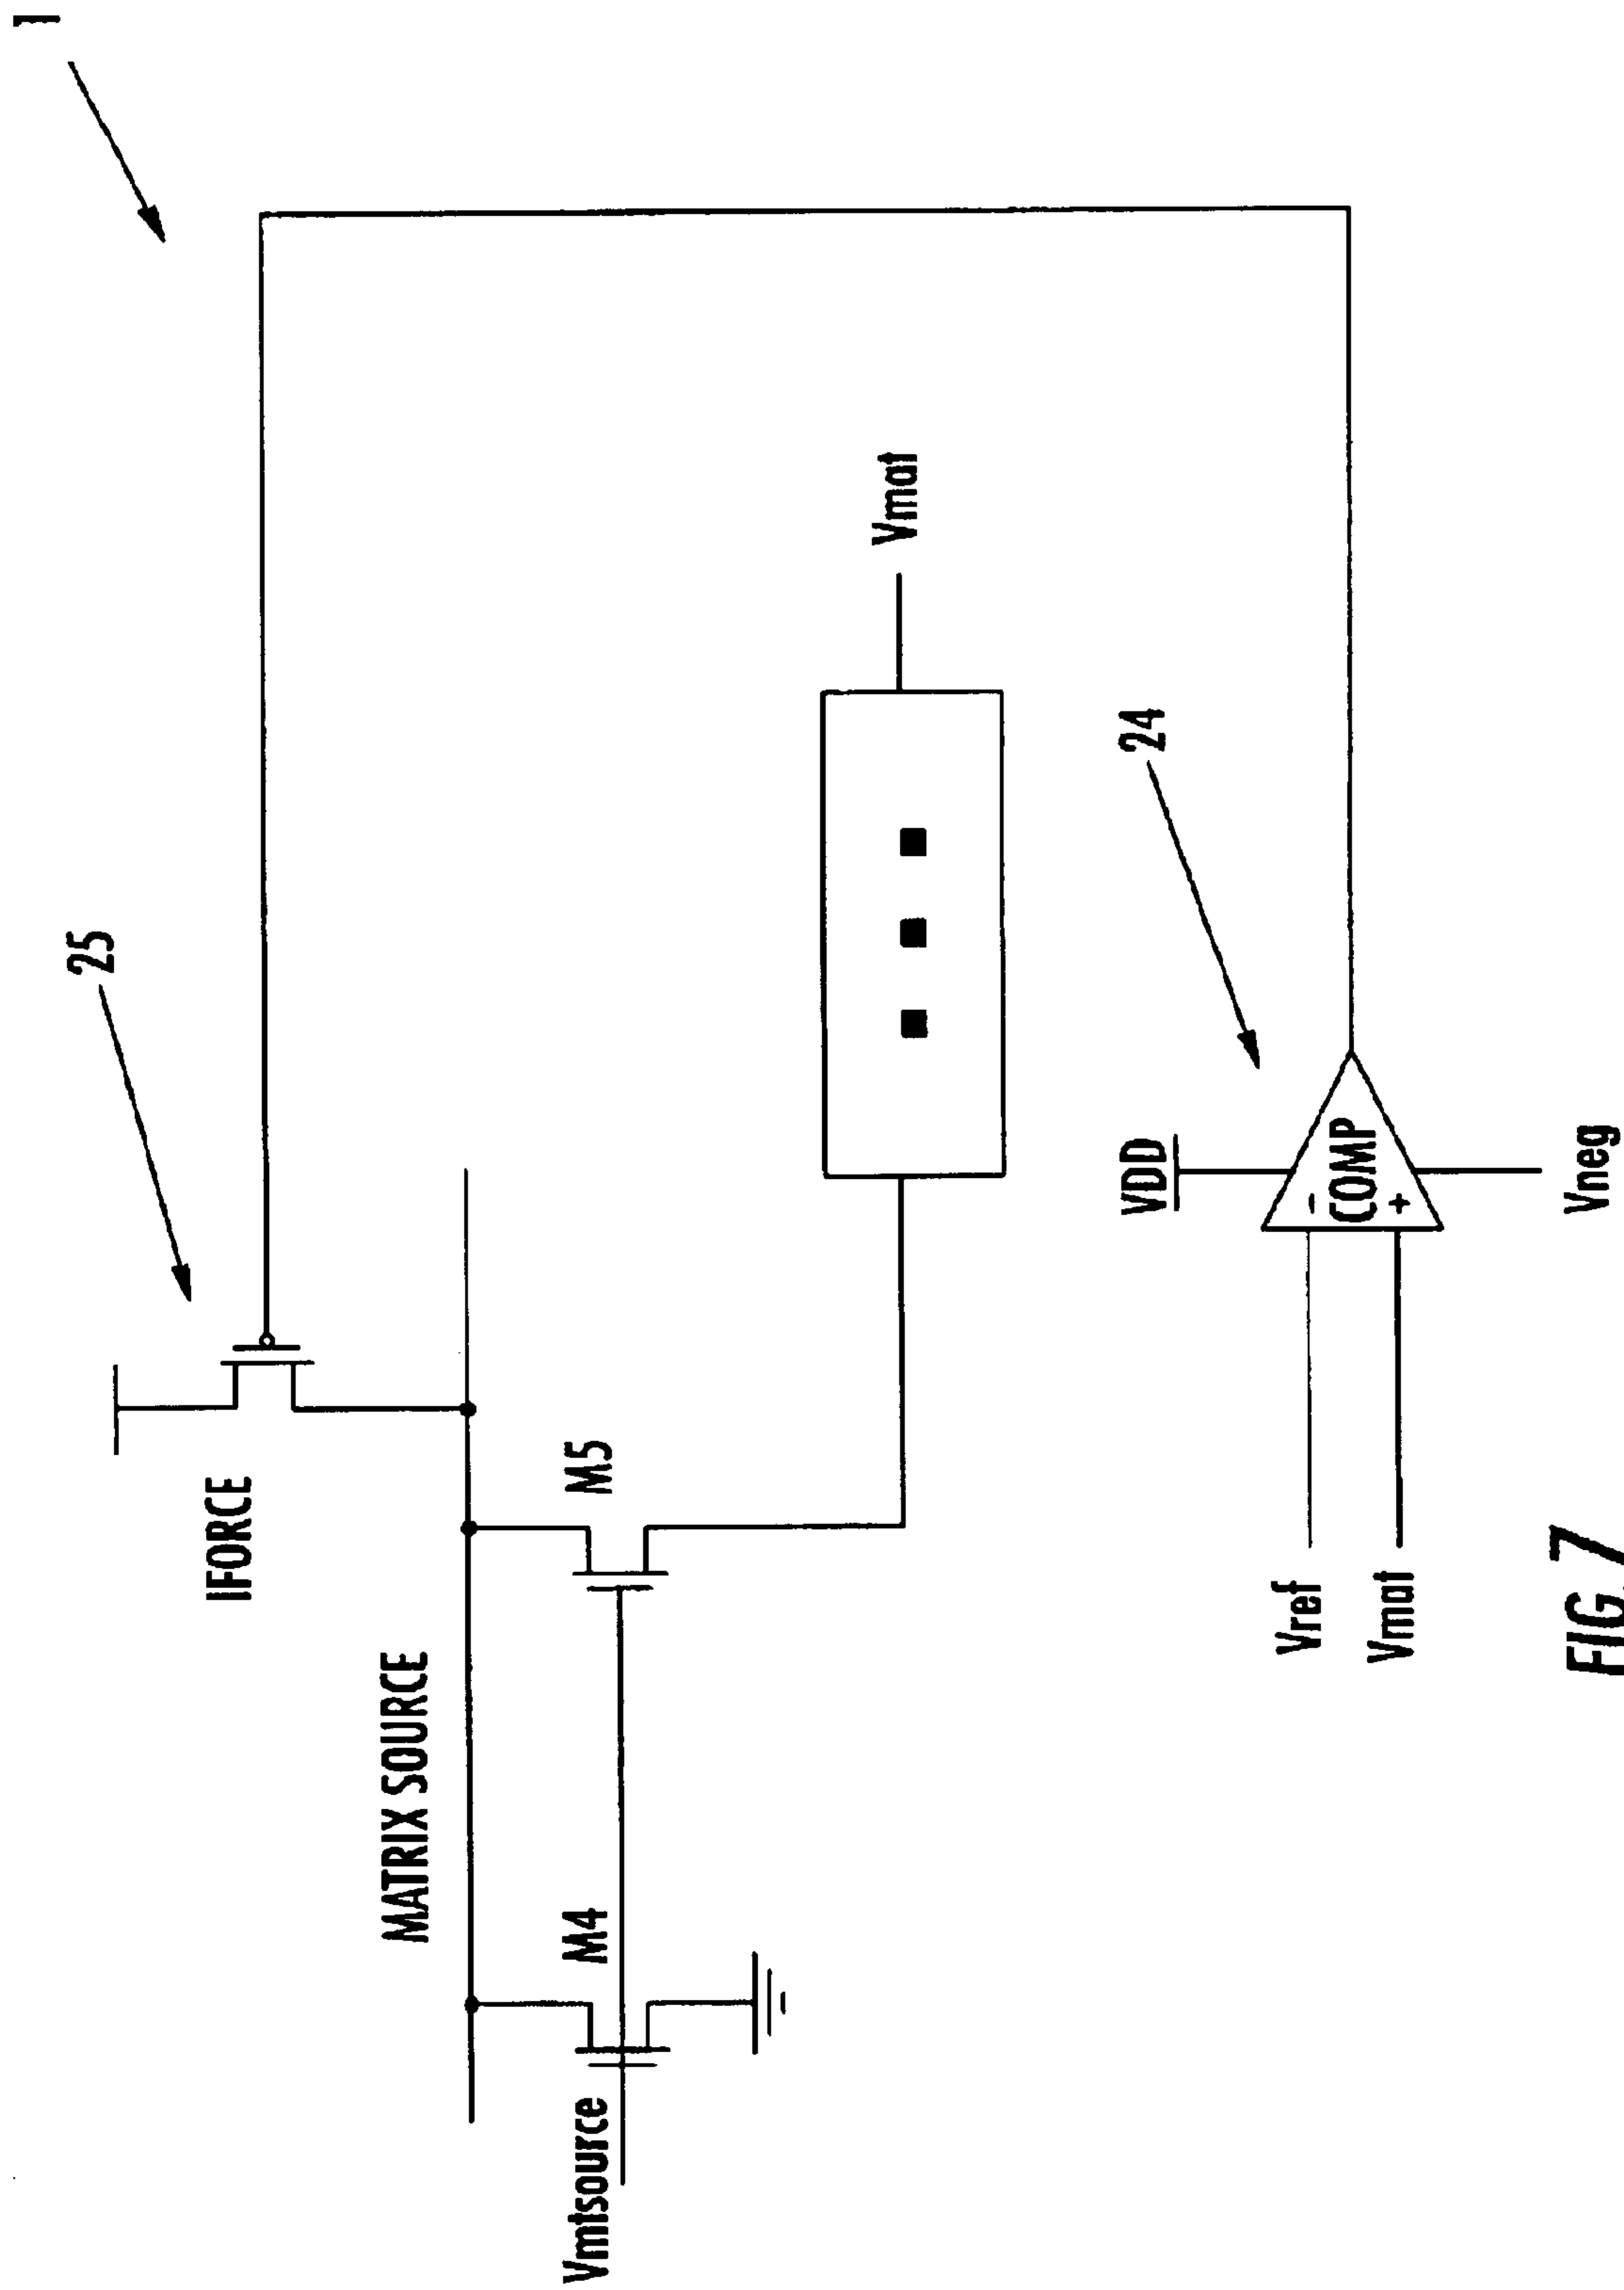 1
25
IFORCE
MATRIX SOURCE
M4
M5
Vmtsource
Vmat
24
VDD
Vref
Vmat
−
COMP
+
Vneg
FIG. 7